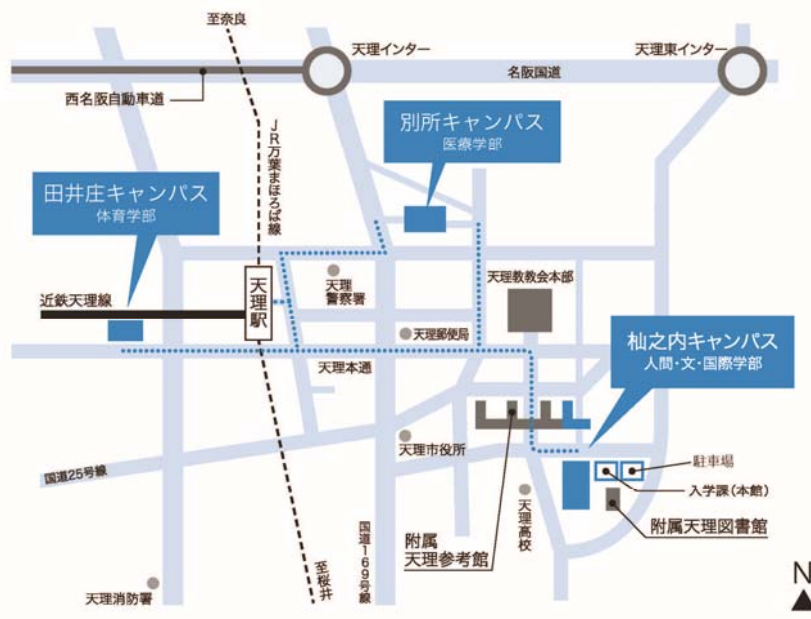 至奈良
天理インター
天理東インター
名阪国道
西名阪自動車道
JR万葉まほろば線
別所キャンパス
医療学部
田井庄キャンパス
体育学部
天理駅
近鉄天理線
天理
警察署
天理教教会本部
天理郵便局
天理本通
杣之内キャンパス
人間・文・国際学部
天理市役所
国道25号線
駐車場
入学課(本館)
附属天理図書館
附属
天理参考館
天理高校
国道169号線
至桜井
天理消防署
N